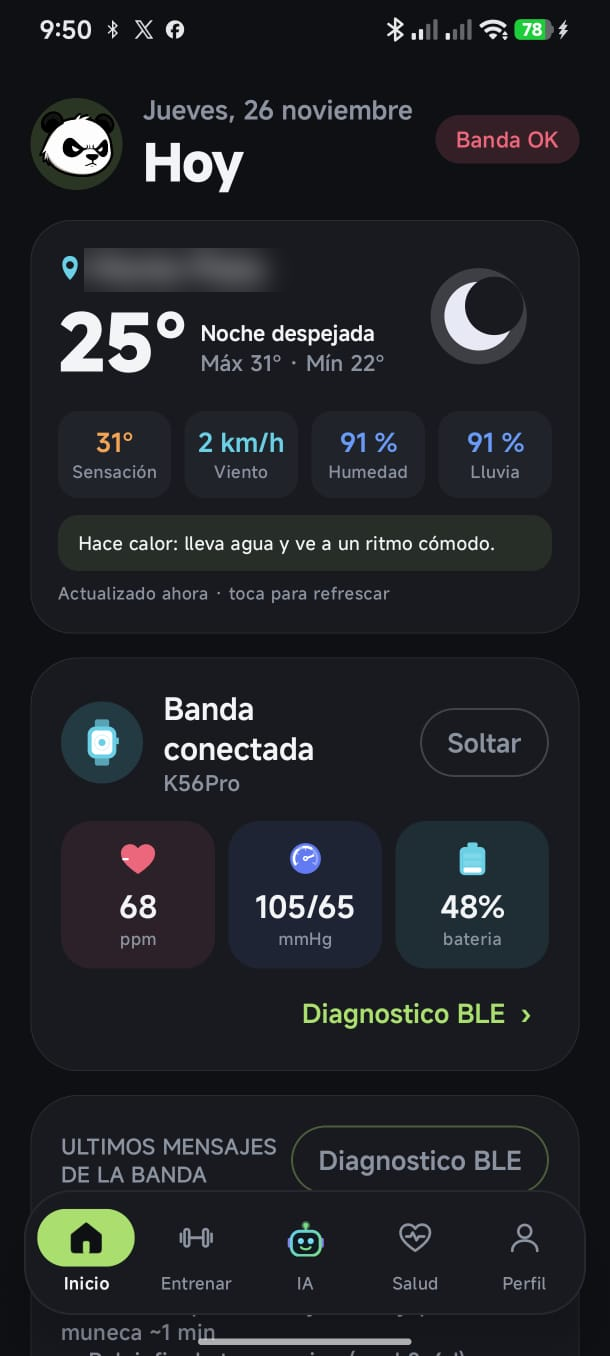 9:50
78
Jueves, 26 noviembre
Hoy
Banda OK
25°
Noche despejada
Máx 31° · Mín 22°
31°
Sensación
2 km/h
Viento
91 %
Humedad
91 %
Lluvia
Hace calor: lleva agua y ve a un ritmo cómodo.
Actualizado ahora · toca para refrescar
Banda
conectada
K56Pro
Soltar
68
ppm
105/65
mmHg
48%
bateria
Diagnostico BLE ›
ULTIMOS MENSAJES
DE LA BANDA
Diagnostico BLE
Inicio
Entrenar
IA
Salud
Perfil
muneca ~1 min